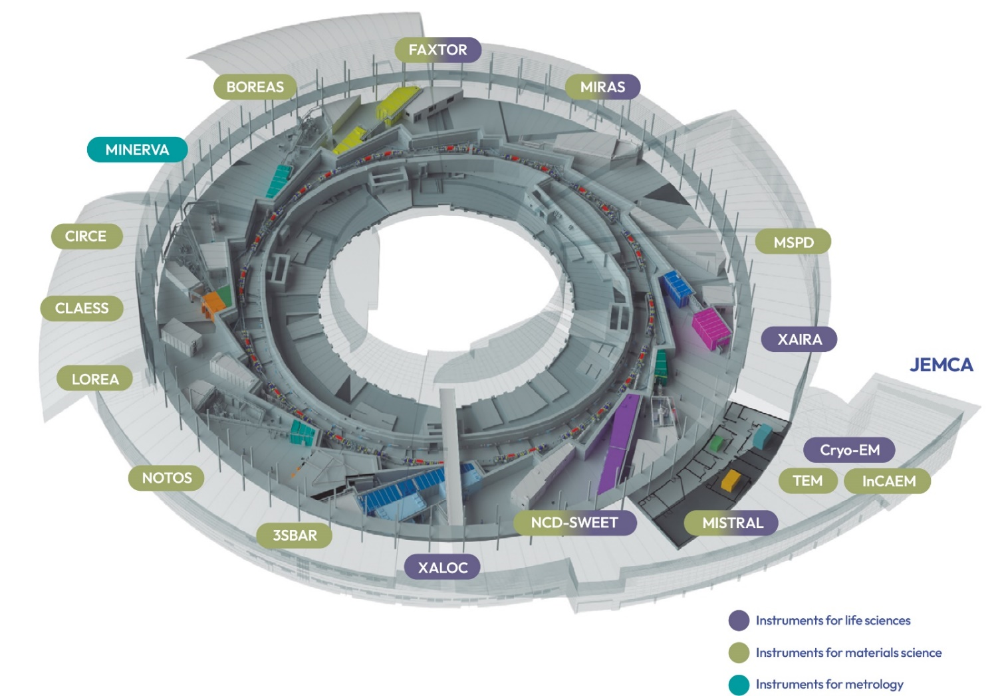 FAXTOR
BOREAS
MIRAS
MINERVA
CIRCE
MSPD
CLAESS
XAIRA
JEMCA
LOREA
Cryo-EM
NOTOS
TEM
InCAEM
NCD-SWEET
MISTRAL
3SBAR
XALOC
Instruments for life sciences
Instruments for materials science
Instruments for metrology